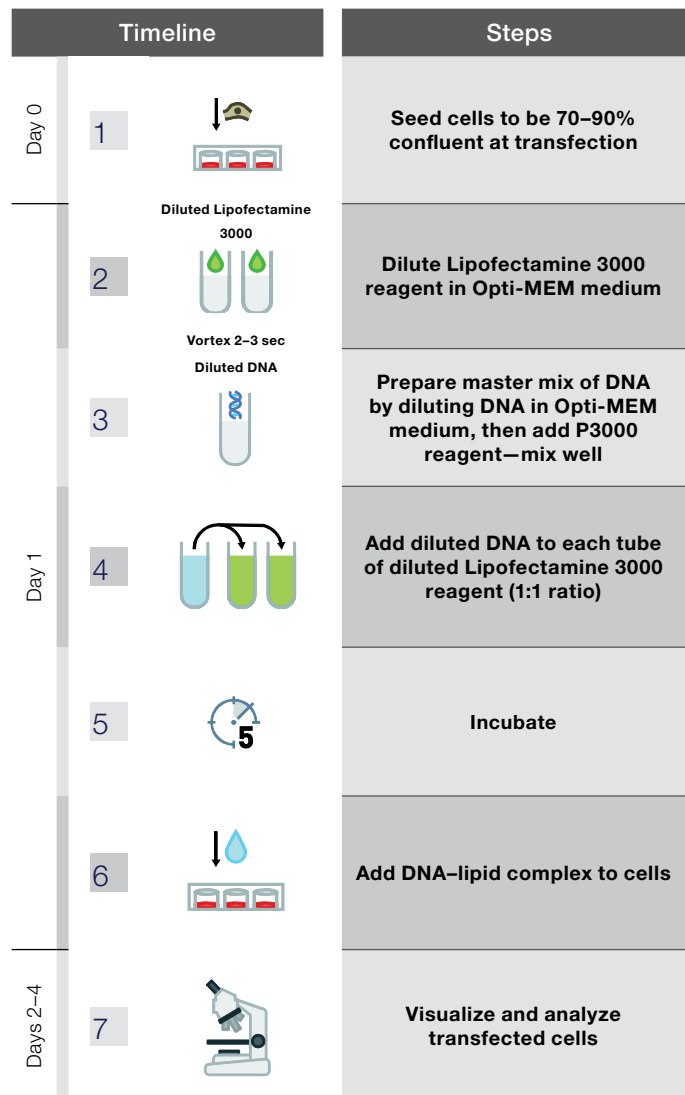 Timeline
Steps
Day 0
1
Seed cells to be 70–90%
confluent at transfection
Day 1
2
Diluted Lipofectamine
3000
Dilute Lipofectamine 3000
reagent in Opti-MEM medium
Vortex 2–3 sec
3
Diluted DNA
Prepare master mix of DNA
by diluting DNA in Opti-MEM
medium, then add P3000
reagent—mix well
4
Add diluted DNA to each tube
of diluted Lipofectamine 3000
reagent (1:1 ratio)
5
5
Incubate
6
Add DNA–lipid complex to cells
Days 2–4
7
Visualize and analyze
transfected cells